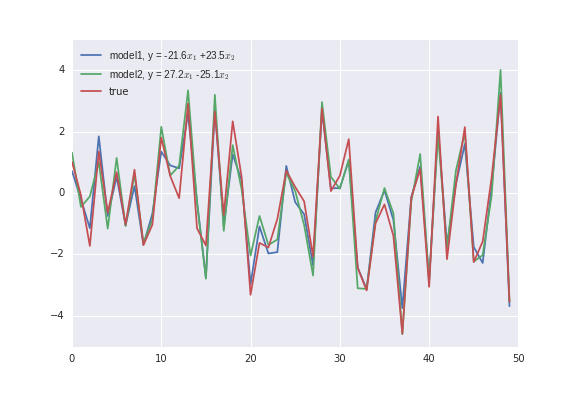 model1, y = -21.6x₁ +23.5x₂
model2, y = 27.2x₁ -25.1x₂
true
4
2
0
−2
−4
0 10 20 30 40 50